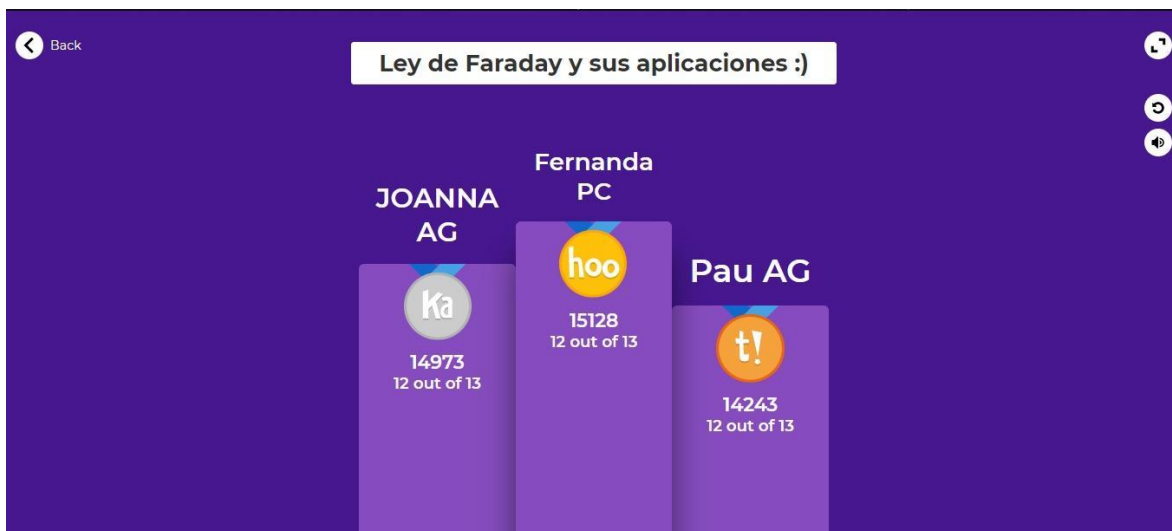 Back
Ley de Faraday y sus aplicaciones :)
JOANNA
AG
Ka
14973
12 out of 13
Fernanda
PC
hoo
15128
12 out of 13
Pau AG
t!
14243
12 out of 13